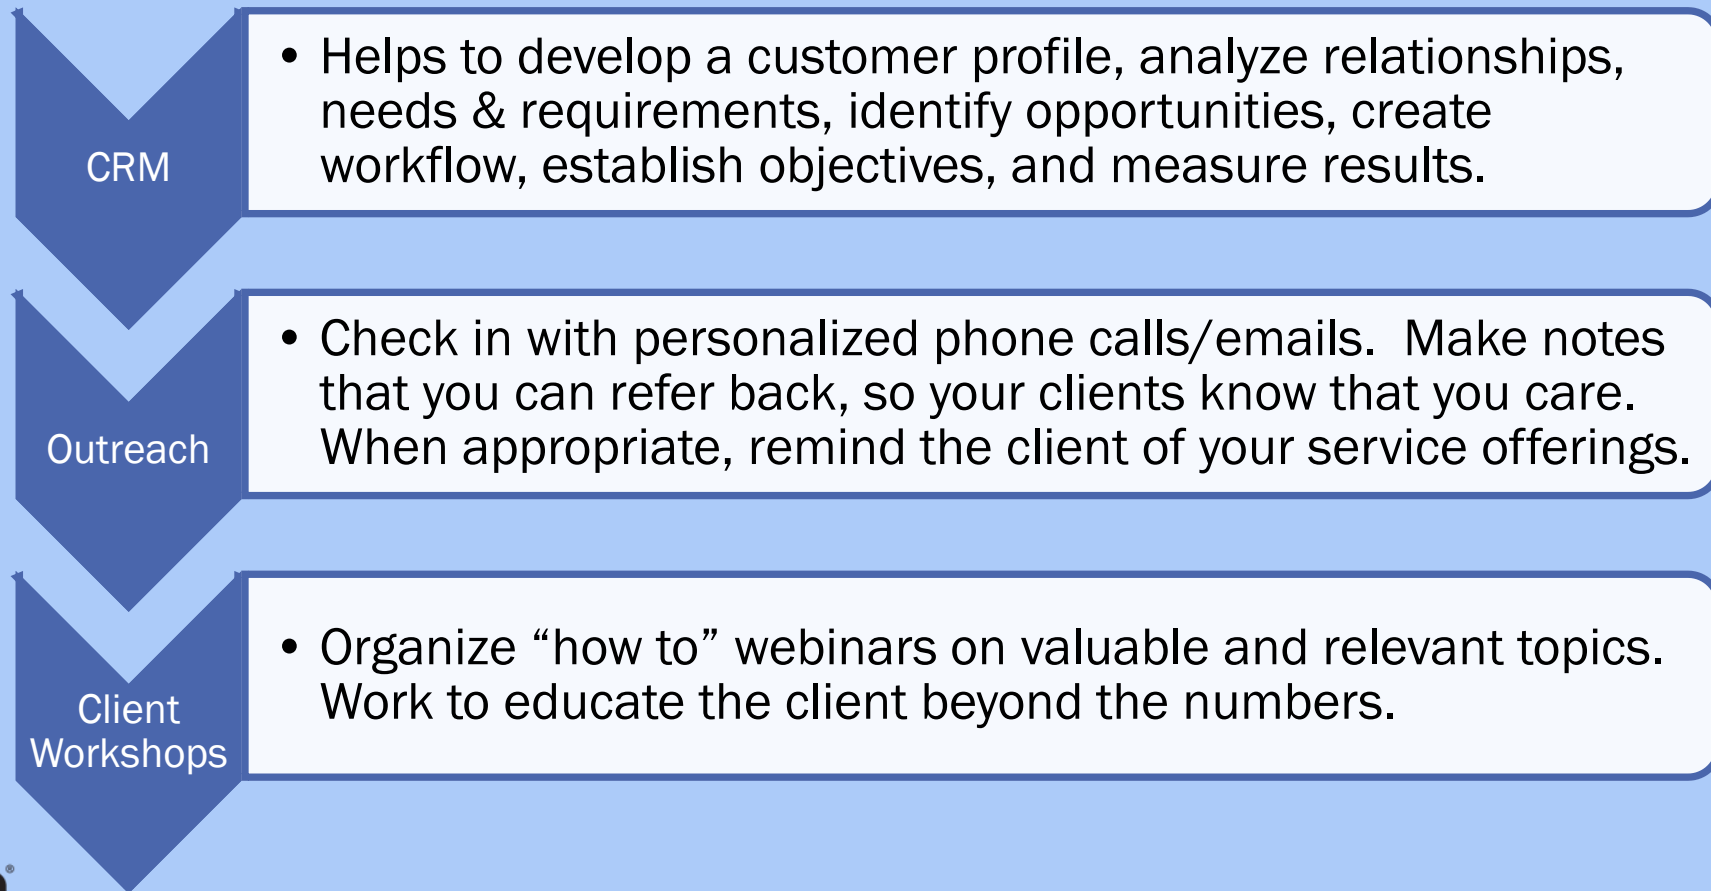 CRM
• Helps to develop a customer profile, analyze relationships,
needs & requirements, identify opportunities, create
workflow, establish objectives, and measure results.
Outreach
• Check in with personalized phone calls/emails.  Make notes
that you can refer back, so your clients know that you care.
When appropriate, remind the client of your service offerings.
Client
Workshops
• Organize “how to” webinars on valuable and relevant topics.
Work to educate the client beyond the numbers.
®